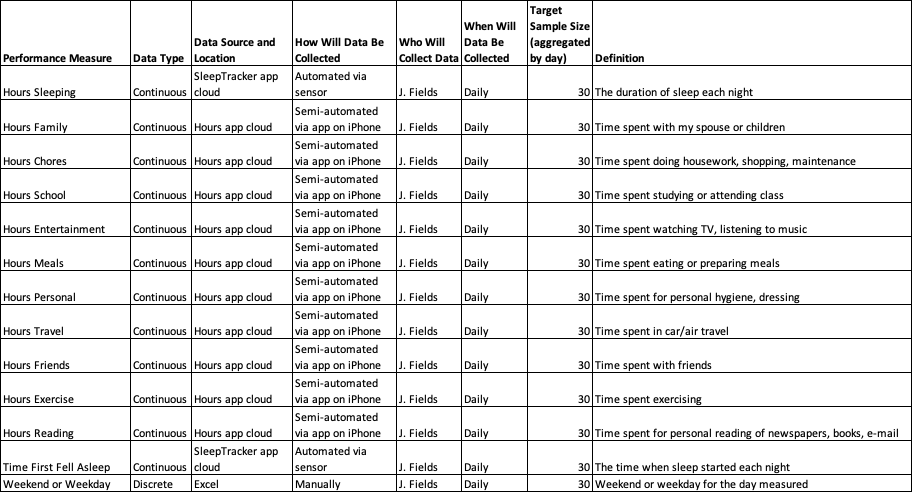 Performance Measure | Data Type | Data Source and Location | How Will Data Be Collected | Who Will Collect Data | When Will Data Be Collected | Target Sample Size (aggregated by day) | Definition
Hours Sleeping | Continuous | SleepTracker app cloud | Automated via sensor | J. Fields | Daily | 30 | The duration of sleep each night
Hours Family | Continuous | Hours app cloud | Semi-automated via app on iPhone | J. Fields | Daily | 30 | Time spent with my spouse or children
Hours Chores | Continuous | Hours app cloud | Semi-automated via app on iPhone | J. Fields | Daily | 30 | Time spent doing housework, shopping, maintenance
Hours School | Continuous | Hours app cloud | Semi-automated via app on iPhone | J. Fields | Daily | 30 | Time spent studying or attending class
Hours Entertainment | Continuous | Hours app cloud | Semi-automated via app on iPhone | J. Fields | Daily | 30 | Time spent watching TV, listening to music
Hours Meals | Continuous | Hours app cloud | Semi-automated via app on iPhone | J. Fields | Daily | 30 | Time spent eating or preparing meals
Hours Personal | Continuous | Hours app cloud | Semi-automated via app on iPhone | J. Fields | Daily | 30 | Time spent for personal hygiene, dressing
Hours Travel | Continuous | Hours app cloud | Semi-automated via app on iPhone | J. Fields | Daily | 30 | Time spent in car/air travel
Hours Friends | Continuous | Hours app cloud | Semi-automated via app on iPhone | J. Fields | Daily | 30 | Time spent with friends
Hours Exercise | Continuous | Hours app cloud | Semi-automated via app on iPhone | J. Fields | Daily | 30 | Time spent exercising
Hours Reading | Continuous | Hours app cloud | Semi-automated via app on iPhone | J. Fields | Daily | 30 | Time spent for personal reading of newspapers, books, e-mail
Time First Fell Asleep | Continuous | SleepTracker app cloud | Automated via sensor | J. Fields | Daily | 30 | The time when sleep started each night
Weekend or Weekday | Discrete | Excel | Manually | J. Fields | Daily | 30 | Weekend or weekday for the day measured